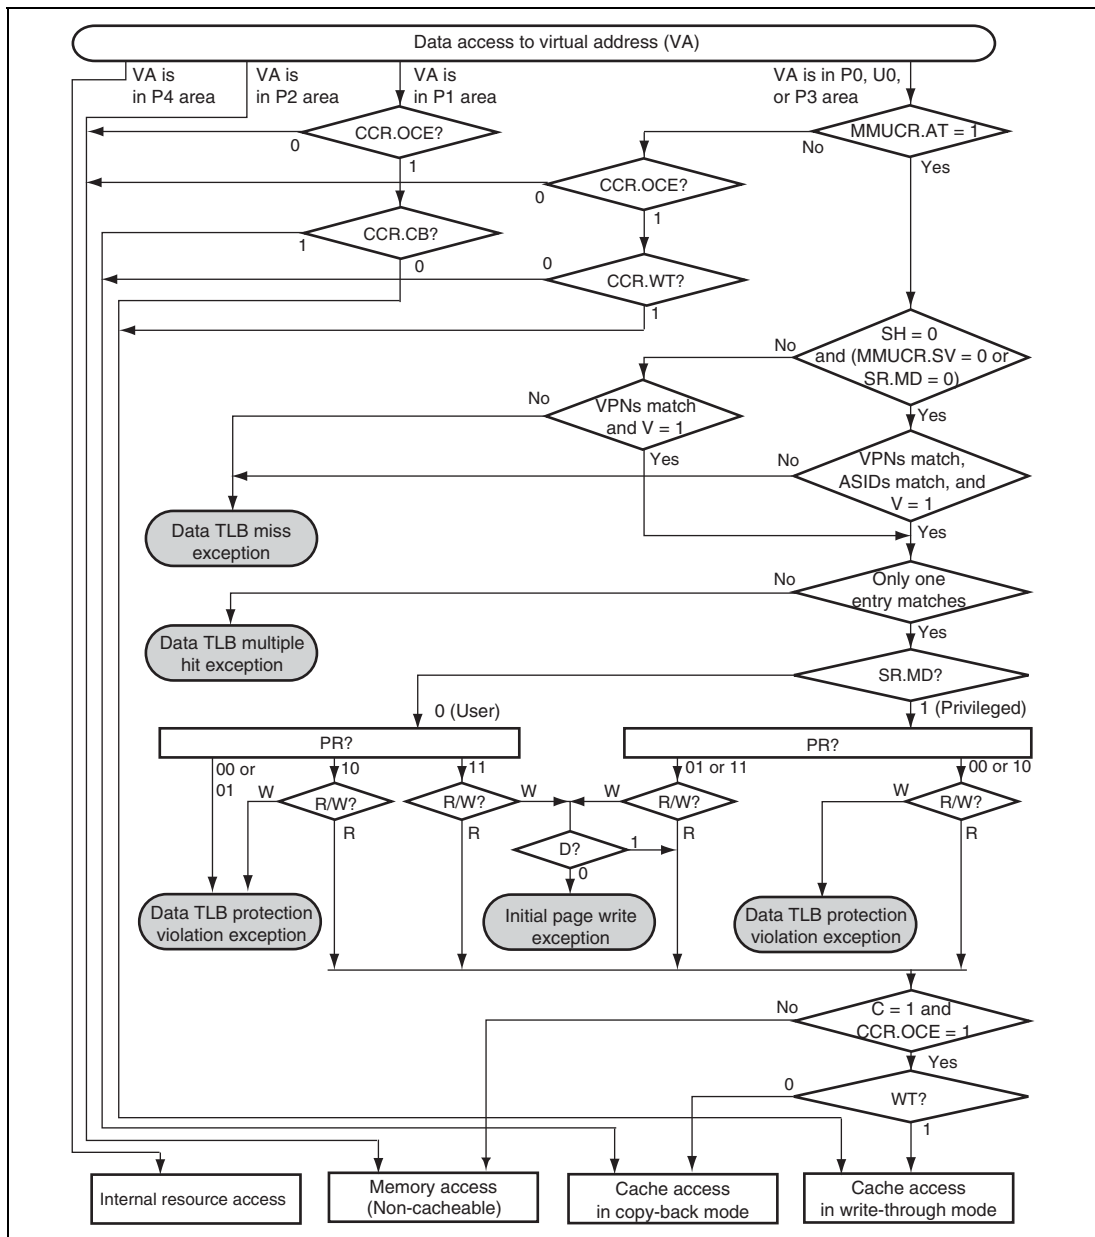 Data access to virtual address (VA)
VA is
in P4 area
VA is
in P2 area
VA is
in P1 area
VA is in P0, U0,
or P3 area
CCR.OCE?
0
1
MMUCR.AT = 1
No
Yes
CCR.OCE?
0
1
CCR.CB?
1
0
CCR.WT?
0
1
SH = 0
and (MMUCR.SV = 0 or
SR.MD = 0)
No
Yes
VPNs match
and V = 1
No
Yes
VPNs match,
ASIDs match, and
V = 1
No
Yes
Data TLB miss
exception
Only one
entry matches
No
Yes
Data TLB multiple
hit exception
SR.MD?
0 (User)
1 (Privileged)
PR?
PR?
00 or
01
10
11
01 or 11
00 or 10
R/W?
W
R
R/W?
W
R
R/W?
W
R
R/W?
W
R
D?
1
0
Data TLB protection
violation exception
Initial page write
exception
Data TLB protection
violation exception
C = 1 and
CCR.OCE = 1
No
Yes
WT?
0
1
Internal resource access
Memory access
(Non-cacheable)
Cache access
in copy-back mode
Cache access
in write-through mode